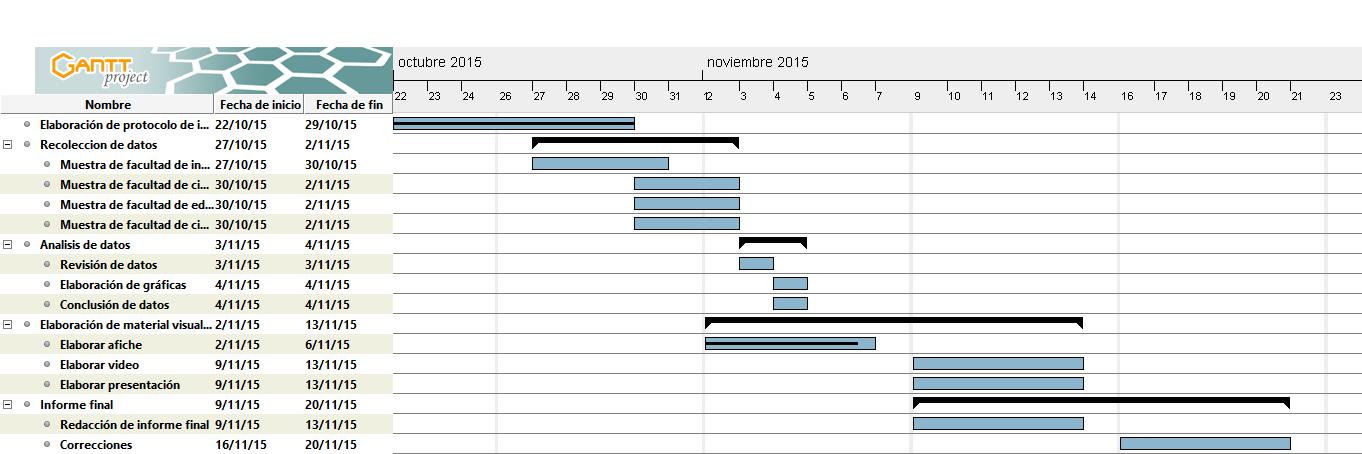 GANTT
project
octubre 2015 noviembre 2015
22 23 24 26 27 28 29 30 31 2 3 4 5 6 7 9 10 11 12 13 14 16 17 18 19 20 21 23
Nombre Fecha de inicio Fecha de fin
Elaboración de protocolo de i... 22/10/15 29/10/15
Recoleccion de datos 27/10/15 2/11/15
Muestra de facultad de in... 27/10/15 30/10/15
Muestra de facultad de ci... 30/10/15 2/11/15
Muestra de facultad de ed... 30/10/15 2/11/15
Muestra de facultad de ci... 30/10/15 2/11/15
Analisis de datos 3/11/15 4/11/15
Revisión de datos 3/11/15 3/11/15
Elaboración de gráficas 4/11/15 4/11/15
Conclusión de datos 4/11/15 4/11/15
Elaboración de material visual... 2/11/15 13/11/15
Elaborar afiche 2/11/15 6/11/15
Elaborar video 9/11/15 13/11/15
Elaborar presentación 9/11/15 13/11/15
Informe final 9/11/15 20/11/15
Redacción de informe final 9/11/15 13/11/15
Correcciones 16/11/15 20/11/15